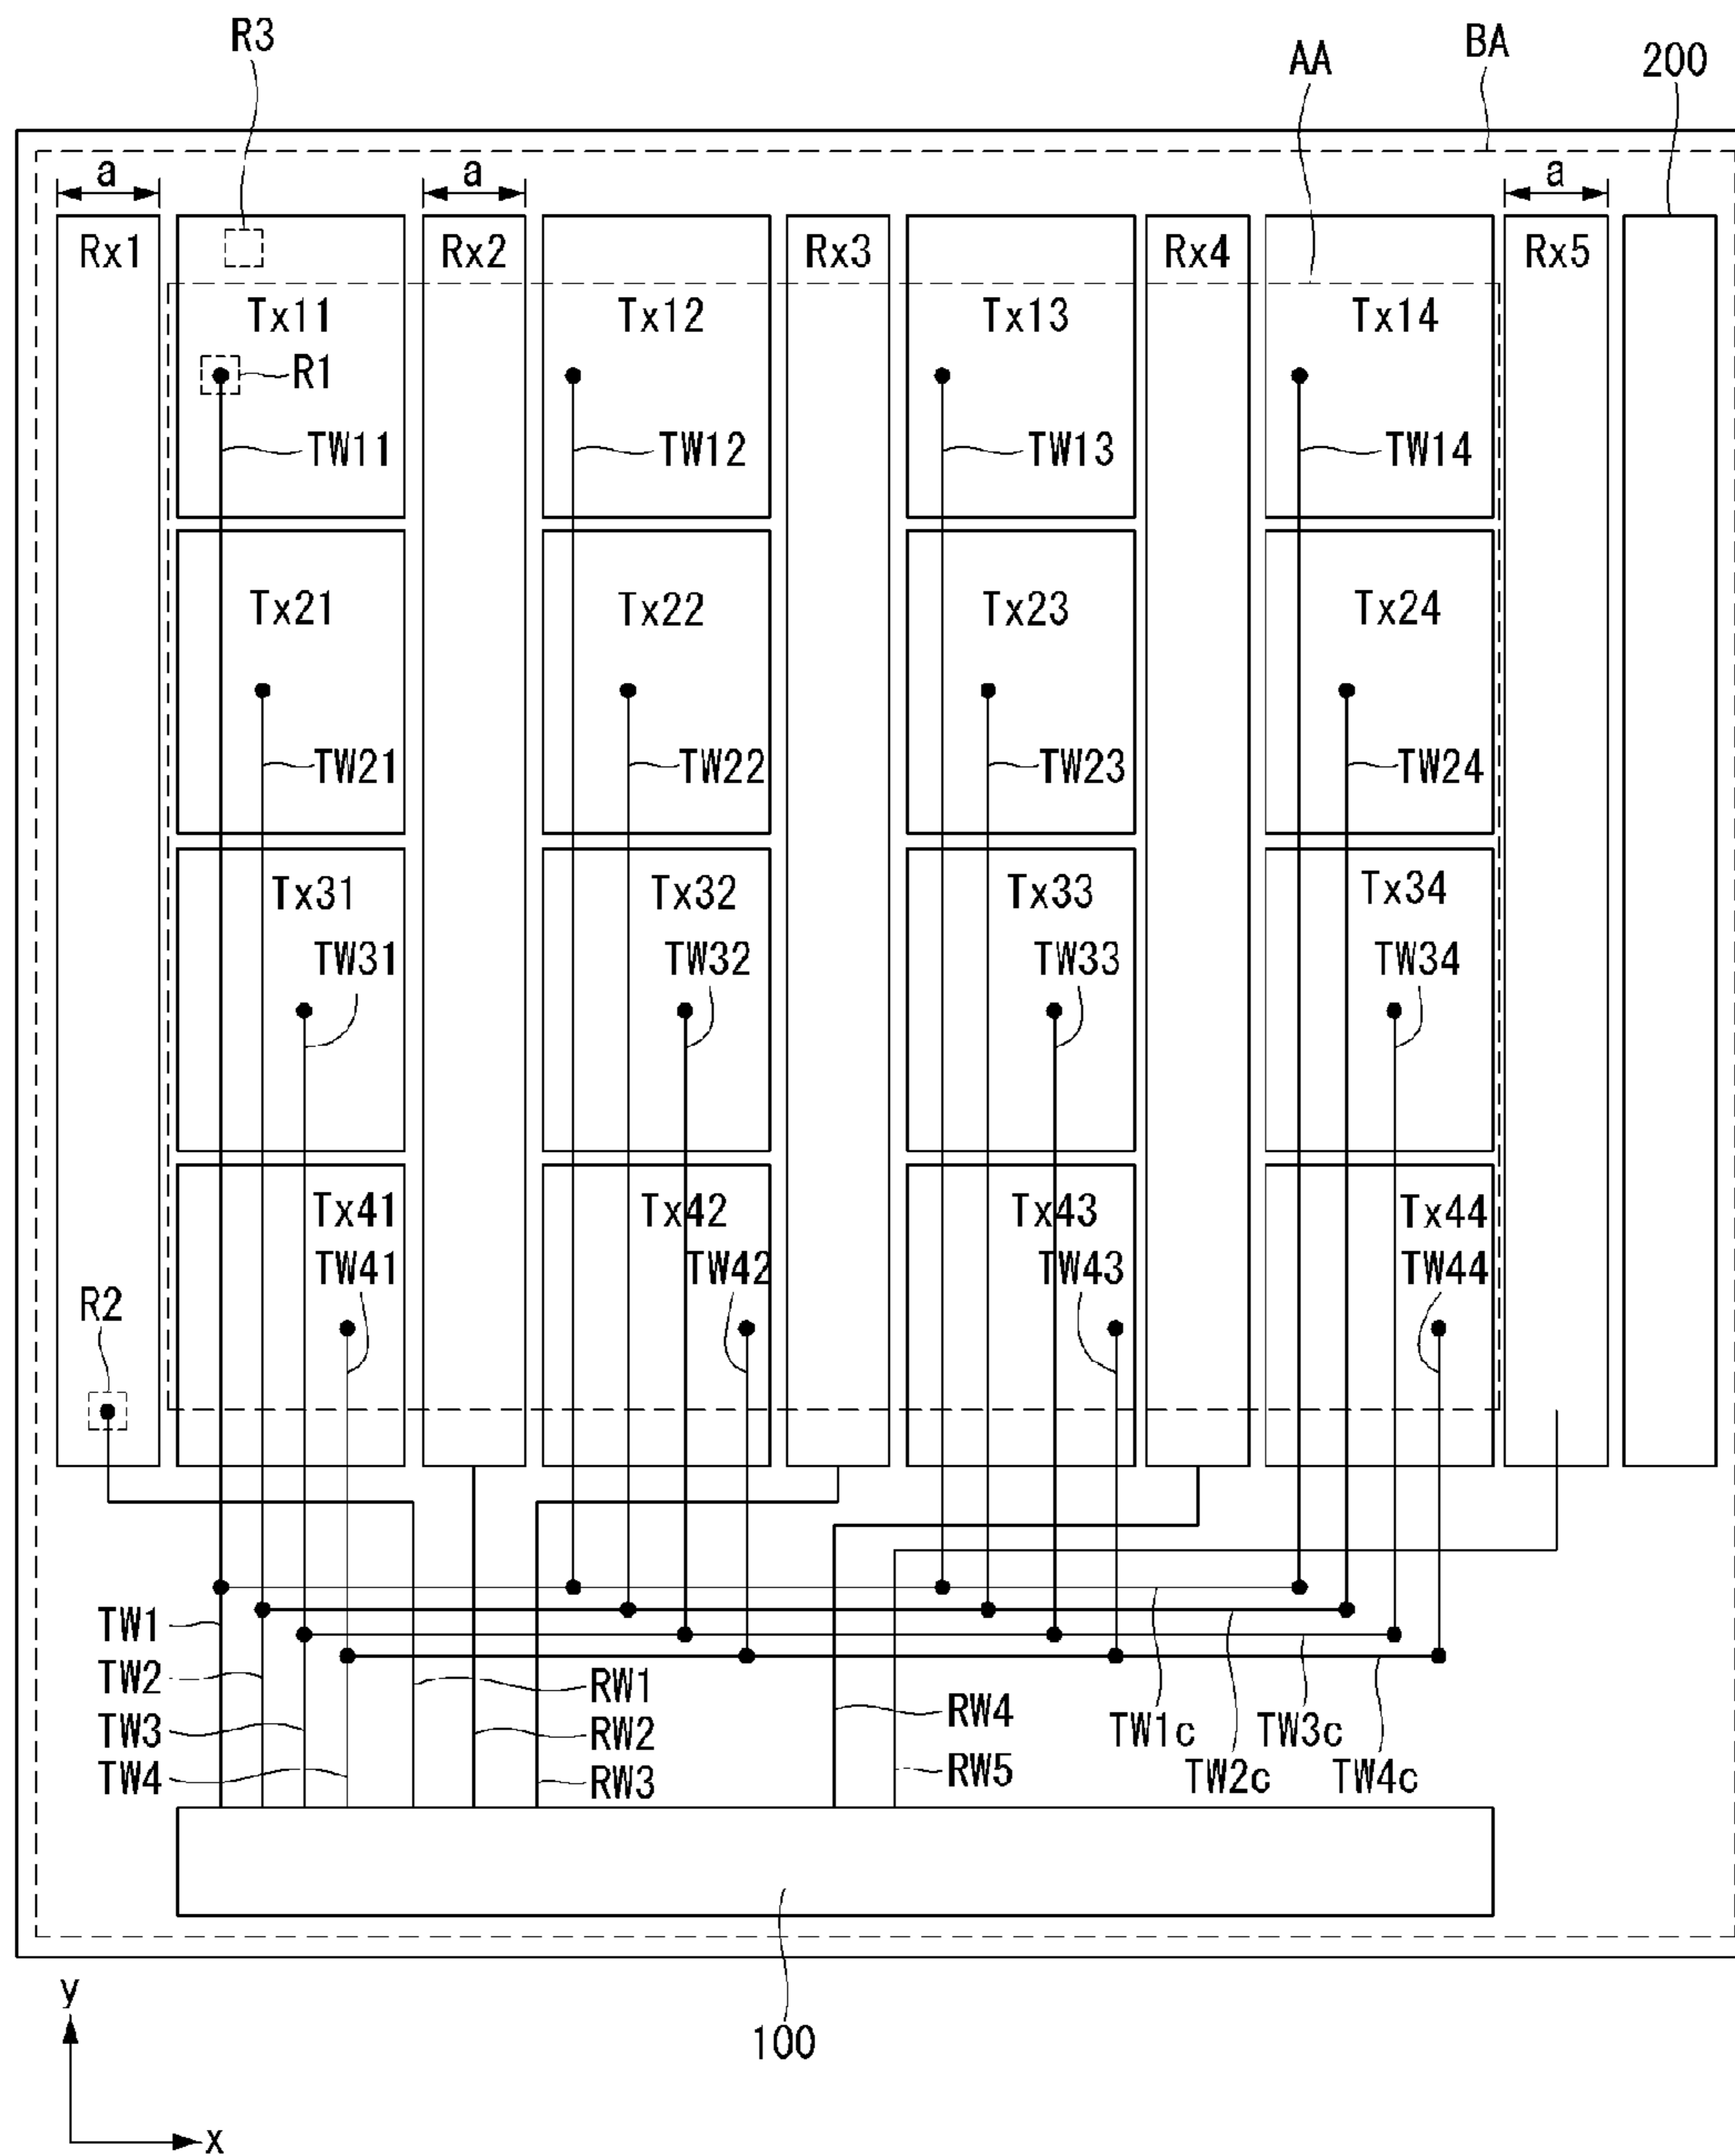 R3
AA
BA
200
a
a
a
Rx1
Rx2
Rx3
Rx4
Rx5
Tx11
Tx12
Tx13
Tx14
R1
TW11
TW12
TW13
TW14
Tx21
Tx22
Tx23
Tx24
TW21
TW22
TW23
TW24
Tx31
Tx32
Tx33
Tx34
TW31
TW32
TW33
TW34
Tx41
Tx42
Tx43
Tx44
TW41
TW42
TW43
TW44
R2
TW1
TW2
TW3
TW4
RW1
RW2
RW3
RW4
RW5
TW1c
TW3c
TW2c
TW4c
y
x
100